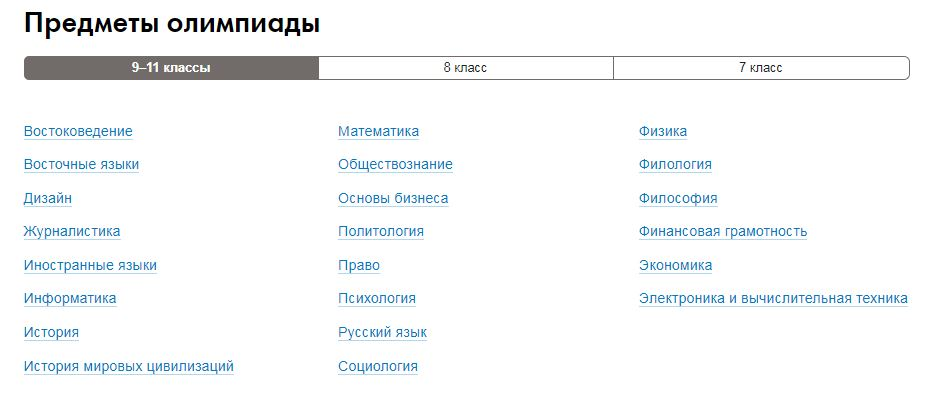 Предметы олимпиады
9–11 классы
8 класс
7 класс
Востоковедение
Восточные языки
Дизайн
Журналистика
Иностранные языки
Информатика
История
История мировых цивилизаций
Математика
Обществознание
Основы бизнеса
Политология
Право
Психология
Русский язык
Социология
Физика
Филология
Философия
Финансовая грамотность
Экономика
Электроника и вычислительная техника